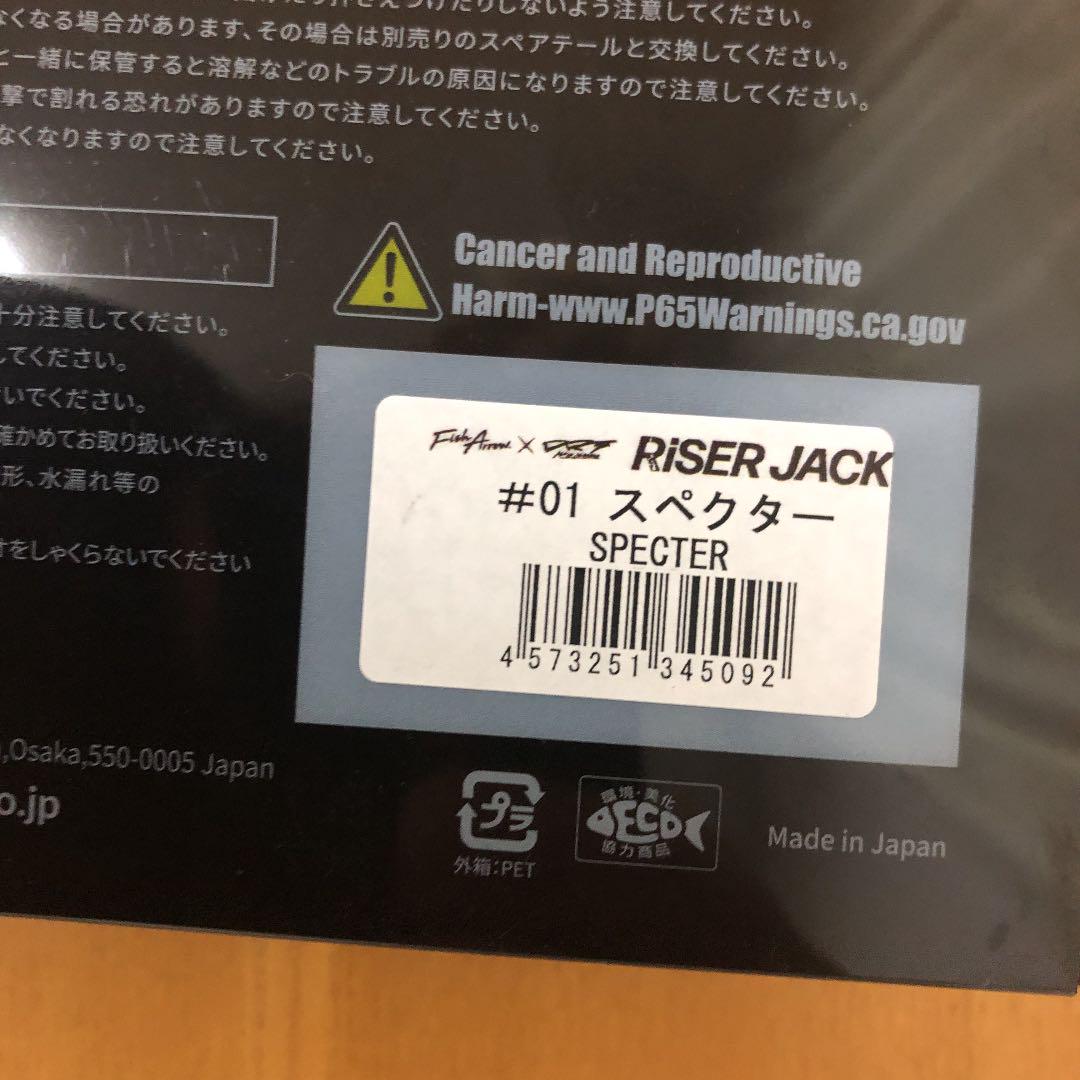 しないよう注意してください。
なくなる場合があります、その場合は別売りのスペアテールと交換してください。
と一緒に保管すると溶解などのトラブルの原因になりますので注意してください。
撃で割れる恐れがありますので注意してください。
なくなりますので注意してください。
Cancer and Reproductive
Harm-www.P65Warnings.ca.gov
十分注意してください。
してください。
いでください。
確かめてお取り扱いください。
形、水漏れ等の
をしゃくらないでください
Fish Arrow × DRT RiSER JACK
#01 スペクター
SPECTER
4 573251 345092
,Osaka,550-0005 Japan
o.jp
プラ
外箱:PET
環境・美化
ECO
協力商品
Made in Japan